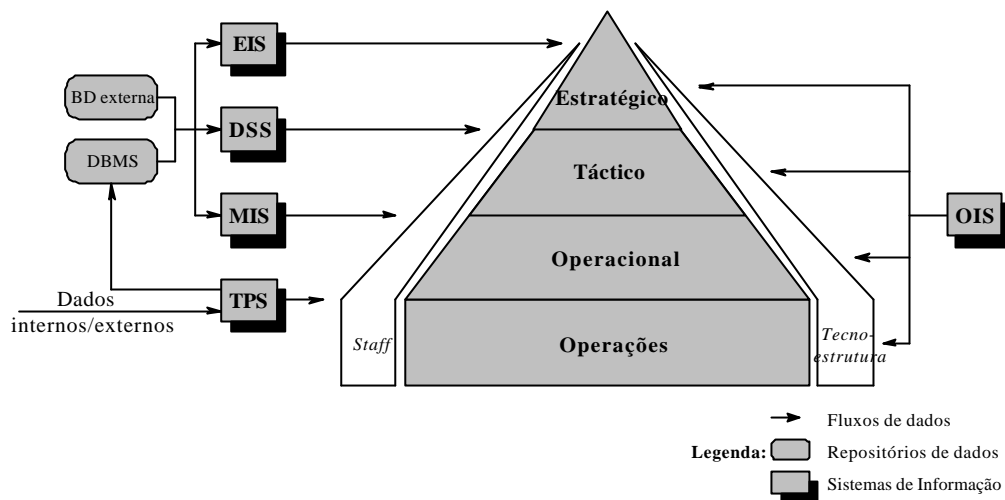 EIS
BD externa
Estratégico
DSS
DBMS
Táctico
MIS
OIS
Operacional
TPS
Dados
internos/externos
Staff
Operações
Tecno-
estrutura
Fluxos de dados
Legenda: Repositórios de dados
Sistemas de Informação